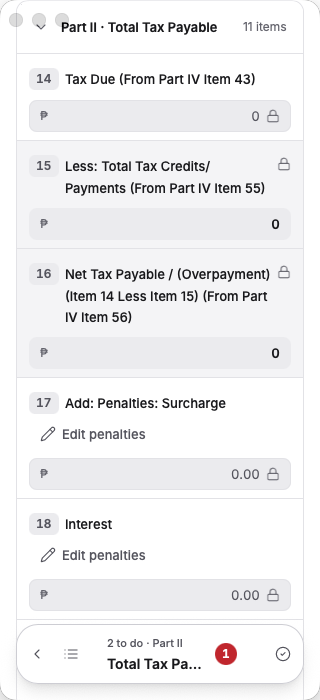 Part II · Total Tax Payable 11 items
14 Tax Due (From Part IV Item 43)
₱ 0
15 Less: Total Tax Credits/
Payments (From Part IV Item 55)
₱ 0
16 Net Tax Payable / (Overpayment)
(Item 14 Less Item 15) (From Part
IV Item 56)
₱ 0
17 Add: Penalties: Surcharge
Edit penalties
₱ 0.00
18 Interest
Edit penalties
₱ 0.00
2 to do · Part II
Total Tax Pa... 1